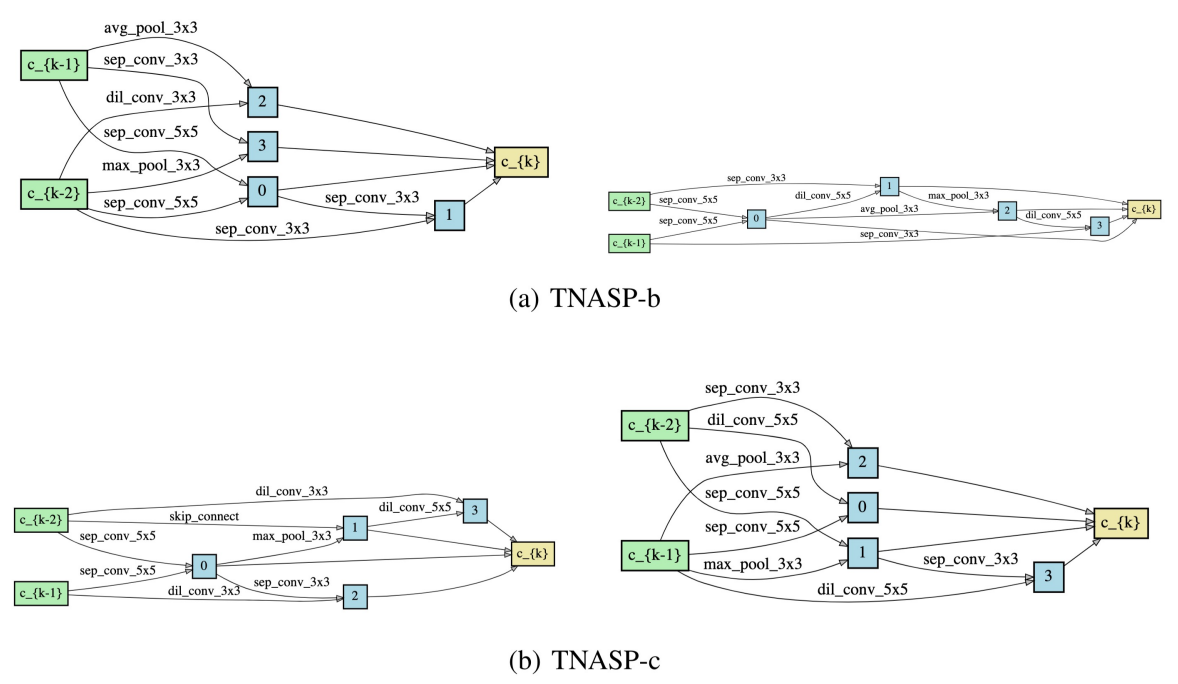 avg_pool_3x3
c_{k-1}
sep_conv_3x3
dil_conv_3x3
2
sep_conv_5x5
3
max_pool_3x3
c_{k}
c_{k-2}
0
sep_conv_5x5
sep_conv_3x3
1
sep_conv_3x3
sep_conv_3x3
1
c_{k-2}
sep_conv_5x5
dil_conv_5x5
max_pool_3x3
sep_conv_5x5
0
avg_pool_3x3
2
dil_conv_5x5
c_{k}
3
c_{k-1}
sep_conv_3x3
(a) TNASP-b
dil_conv_3x3
c_{k-2}
skip_connect
dil_conv_5x5
3
sep_conv_5x5
1
max_pool_3x3
c_{k}
sep_conv_5x5
0
c_{k-1}
sep_conv_3x3
dil_conv_3x3
2
sep_conv_3x3
c_{k-2}
dil_conv_5x5
avg_pool_3x3
2
sep_conv_5x5
0
sep_conv_5x5
c_{k}
c_{k-1}
1
max_pool_3x3
sep_conv_3x3
3
dil_conv_5x5
(b) TNASP-c